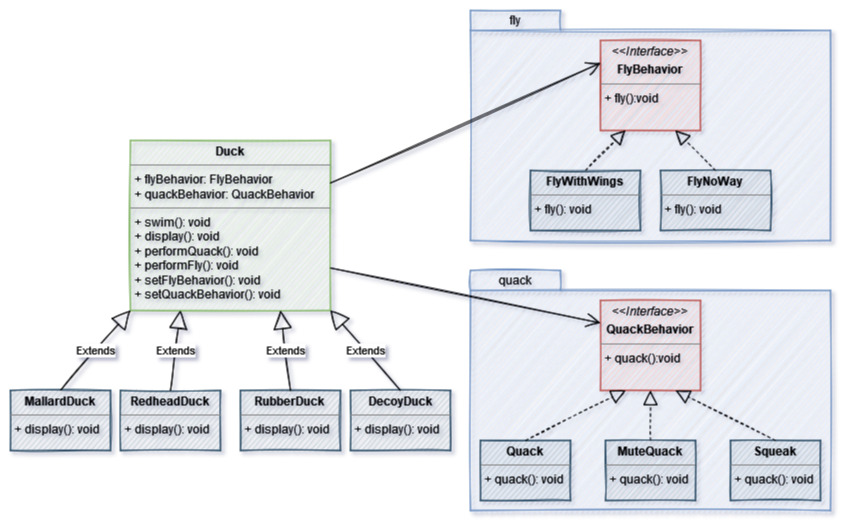 fly
<<Interface>>
FlyBehavior
+ fly():void
FlyWithWings
+ fly(): void
FlyNoWay
+ fly(): void
Duck
+ flyBehavior: FlyBehavior
+ quackBehavior: QuackBehavior
+ swim(): void
+ display(): void
+ performQuack(): void
+ performFly(): void
+ setFlyBehavior(): void
+ setQuackBehavior(): void
Extends
Extends
Extends
Extends
MallardDuck
+ display(): void
RedheadDuck
+ display(): void
RubberDuck
+ display(): void
DecoyDuck
+ display(): void
quack
<<Interface>>
QuackBehavior
+ quack():void
Quack
+ quack(): void
MuteQuack
+ quack(): void
Squeak
+ quack(): void